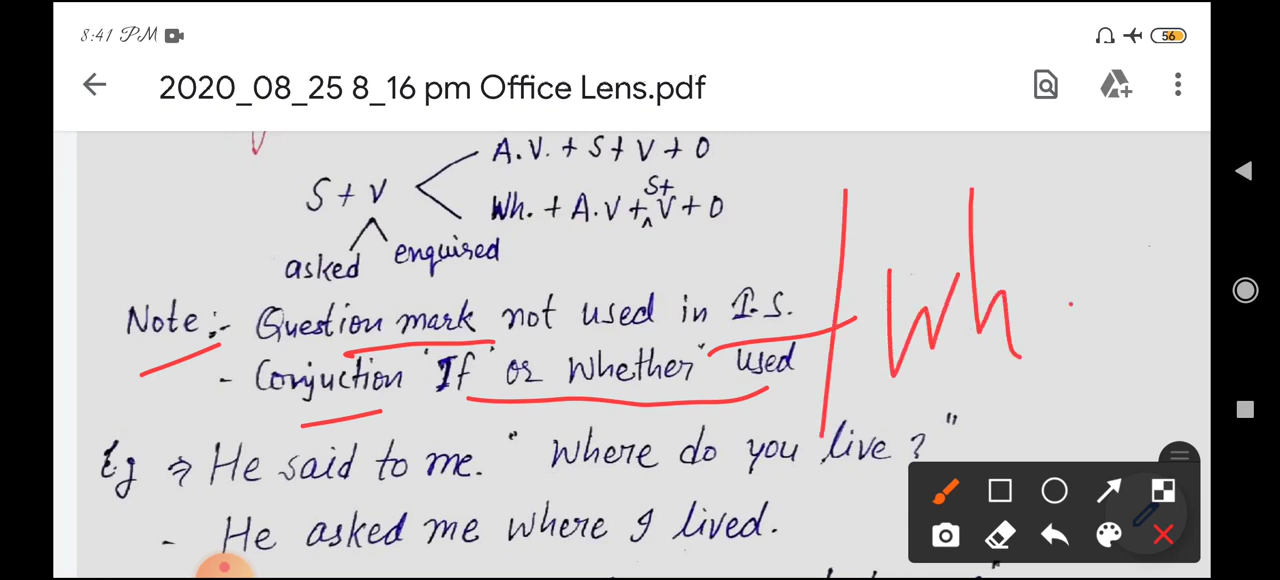 8:41 PM
56
2020_08_25 8_16 pm Office Lens.pdf
A.V. + S + V + O
S + V
S+
Wh. + A.V + V + O
asked enquired
Note:- Question mark not used in I.S.
- Conjuction 'If' or Whether" used
/ Wh.
Eg ⇒ He said to me. " Where do you live ? "
- He asked me where I lived.